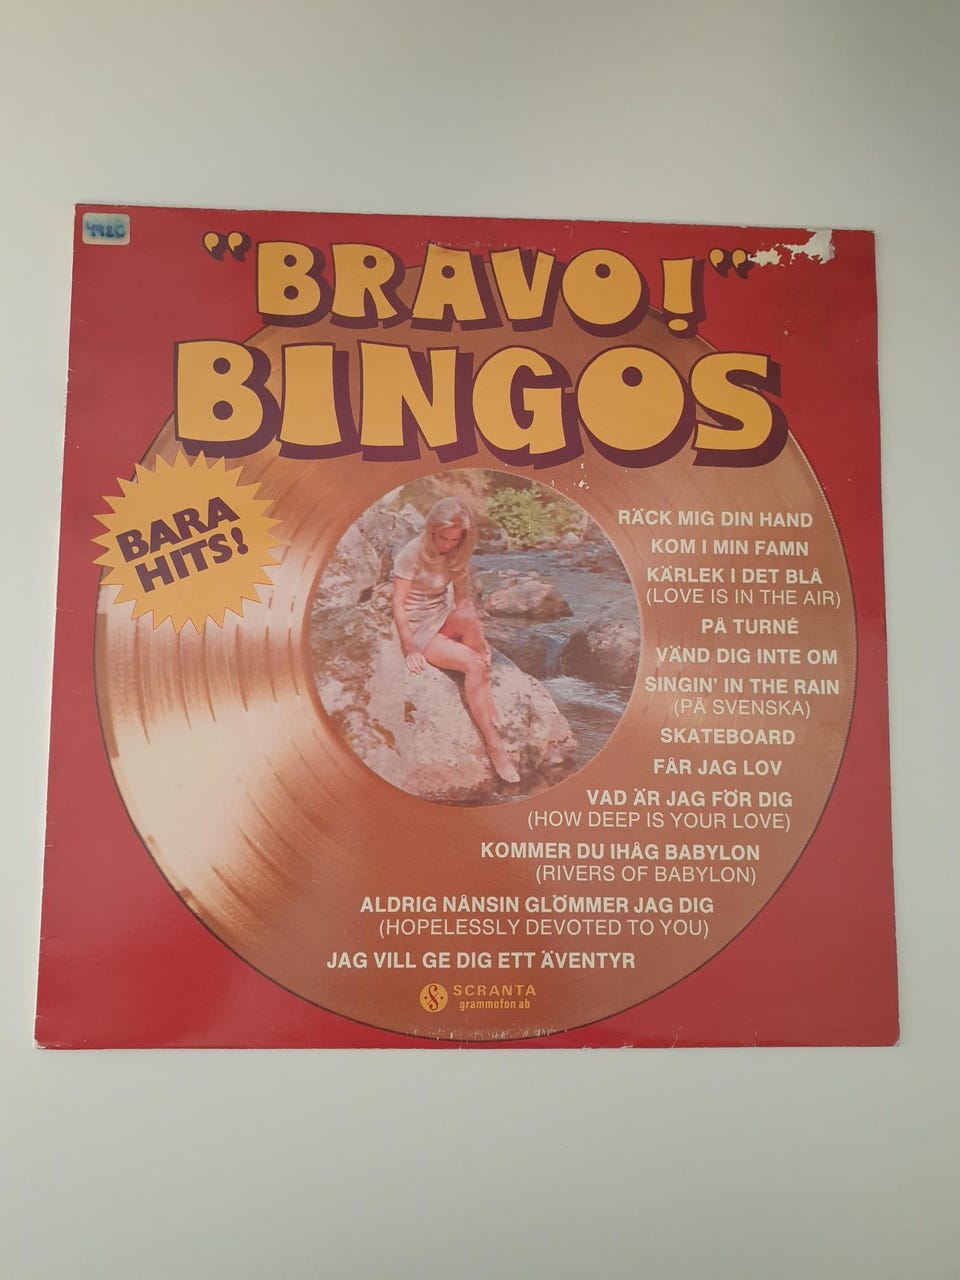 "BRAVO!"
BINGOS
BARA
HITS!
RÄCK MIG DIN HAND
KOM I MIN FAMN
KÄRLEK I DET BLÅ
(LOVE IS IN THE AIR)
PÅ TURNÉ
VÄND DIG INTE OM
SINGIN' IN THE RAIN
(PÅ SVENSKA)
SKATEBOARD
FÅR JAG LOV
VAD ÄR JAG FÖR DIG
(HOW DEEP IS YOUR LOVE)
KOMMER DU IHÅG BABYLON
(RIVERS OF BABYLON)
ALDRIG NÅNSIN GLÖMMER JAG DIG
(HOPELESSLY DEVOTED TO YOU)
JAG VILL GE DIG ETT ÄVENTYR
SCRANTA
grammofon ab